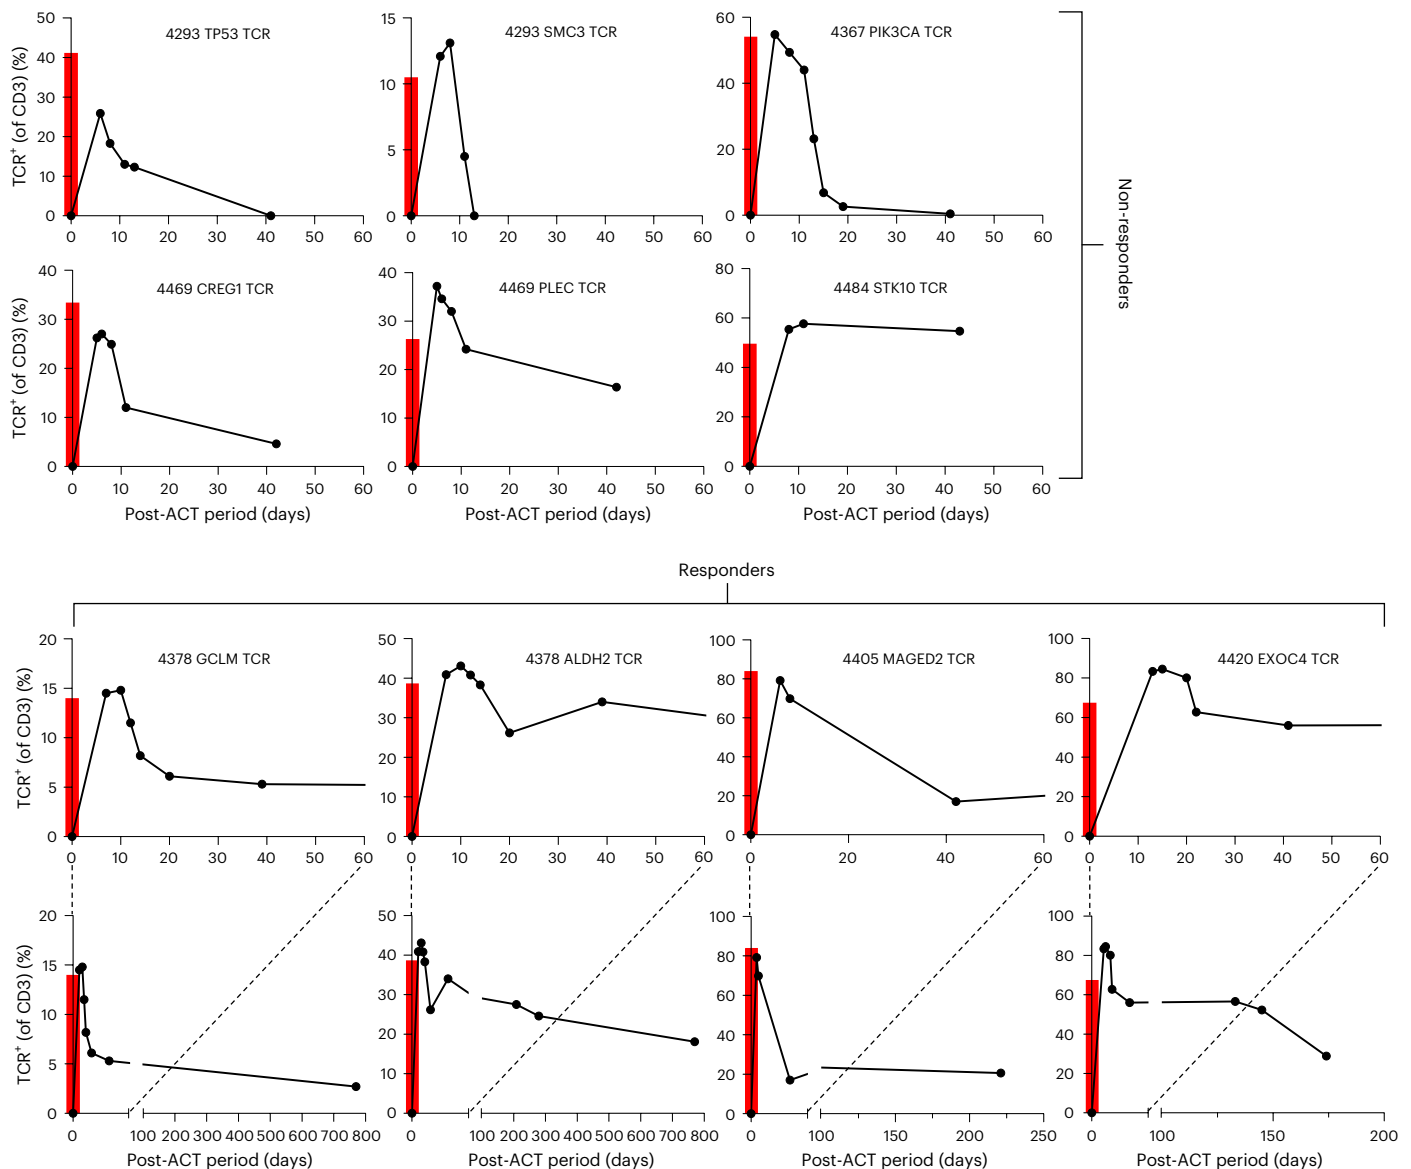 4293 TP53 TCR
TCR+ (of CD3) (%)
50
40
30
20
10
0
0 10 20 30 40 50 60
4293 SMC3 TCR
15
10
5
0
0 10 20 30 40 50 60
4367 PIK3CA TCR
60
40
20
0
0 10 20 30 40 50 60
Non-responders
4469 CREG1 TCR
TCR+ (of CD3) (%)
40
30
20
10
0
0 10 20 30 40 50 60
Post-ACT period (days)
4469 PLEC TCR
40
30
20
10
0
0 10 20 30 40 50 60
Post-ACT period (days)
4484 STK10 TCR
80
60
40
20
0
0 10 20 30 40 50 60
Post-ACT period (days)
Responders
4378 GCLM TCR
TCR+ (of CD3) (%)
20
15
10
5
0
0 10 20 30 40 50 60
4378 ALDH2 TCR
50
40
30
20
10
0
0 10 20 30 40 50 60
4405 MAGED2 TCR
100
80
60
40
20
0
0 20 40 60
4420 EXOC4 TCR
100
80
60
40
20
0
0 10 20 30 40 50 60
TCR+ (of CD3) (%)
20
15
10
5
0
0 100 200 300 400 500 600 700 800
Post-ACT period (days)
50
40
30
20
10
0
0 100 200 300 400 500 600 700 800
Post-ACT period (days)
100
80
60
40
20
0
0 100 150 200 250
Post-ACT period (days)
100
80
60
40
20
0
0 100 150 200
Post-ACT period (days)